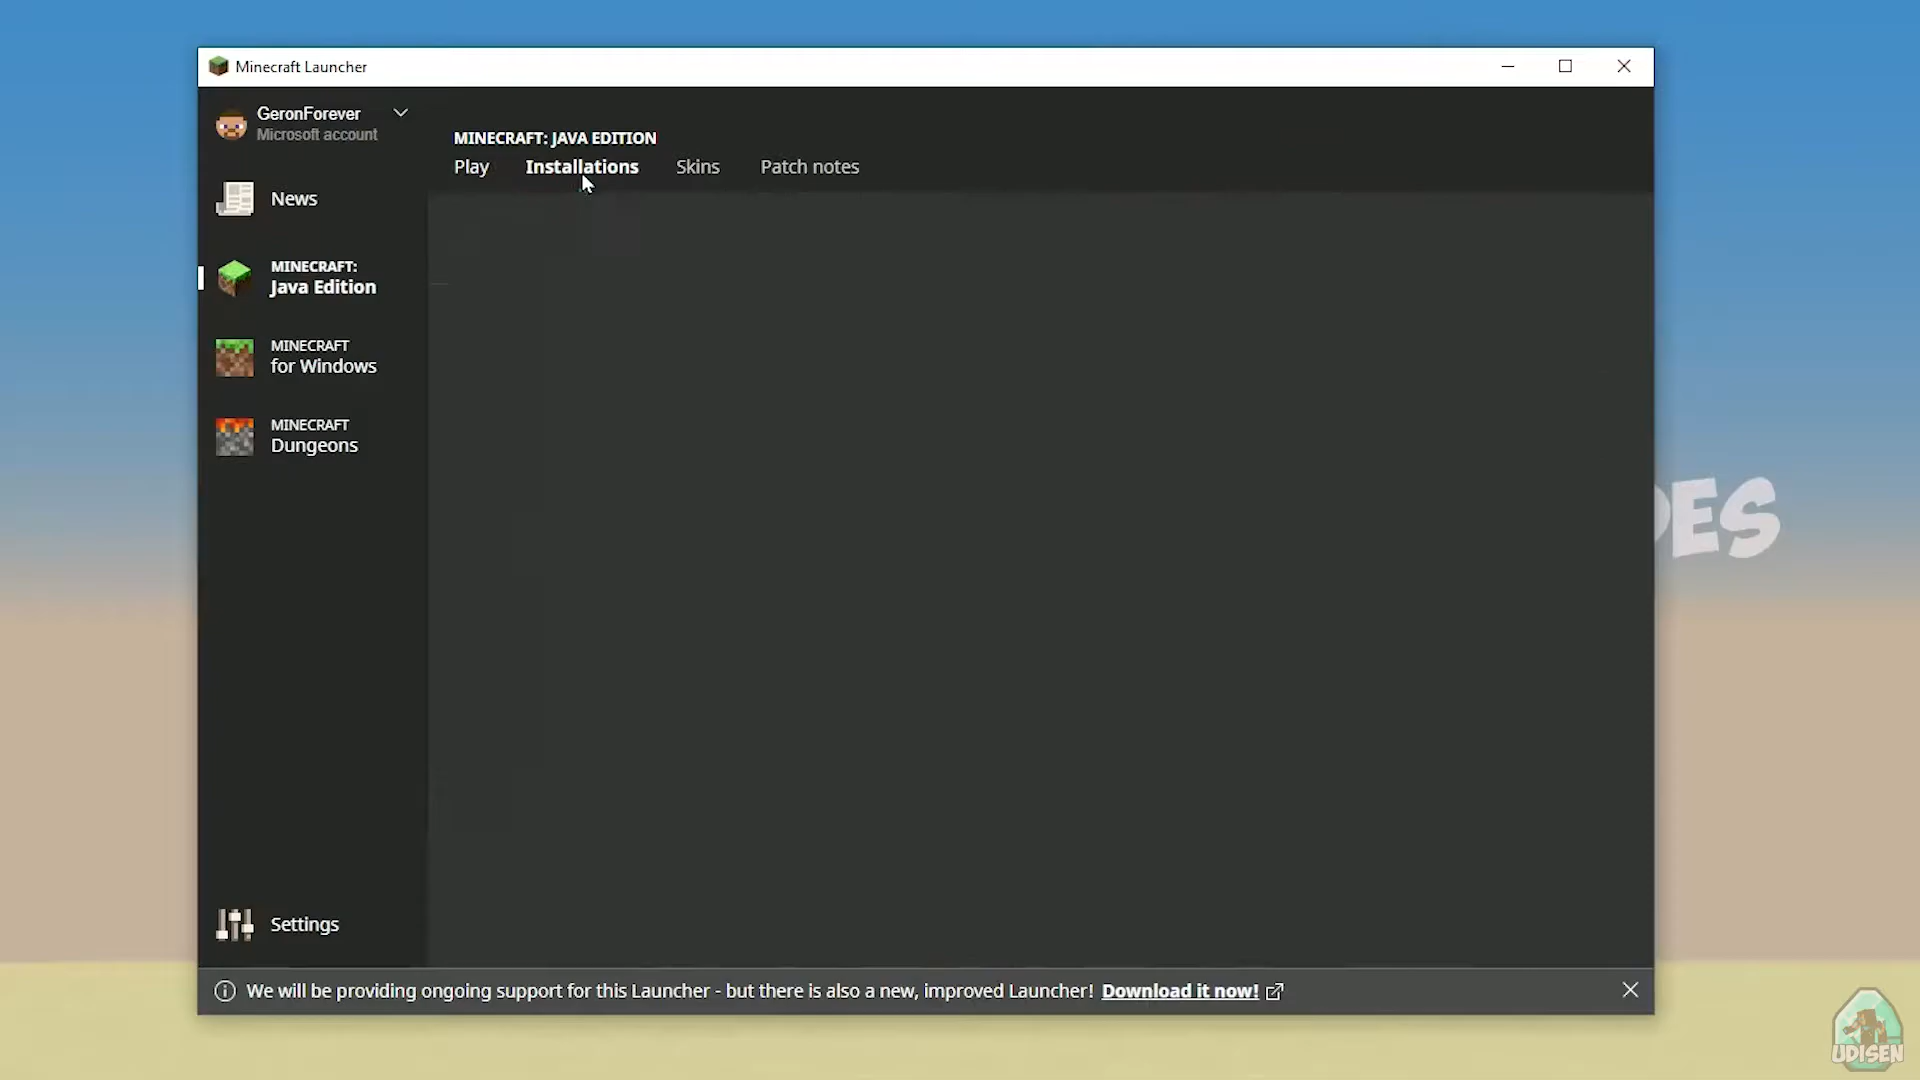 Minecraft Launcher
GeronForever
Microsoft account
MINECRAFT: JAVA EDITION
Play Installations Skins Patch notes
News
MINECRAFT:
Java Edition
MINECRAFT
for Windows
MINECRAFT
Dungeons
DES
Settings
We will be providing ongoing support for this Launcher - but there is also a new, improved Launcher! Download it now!
UDISEN